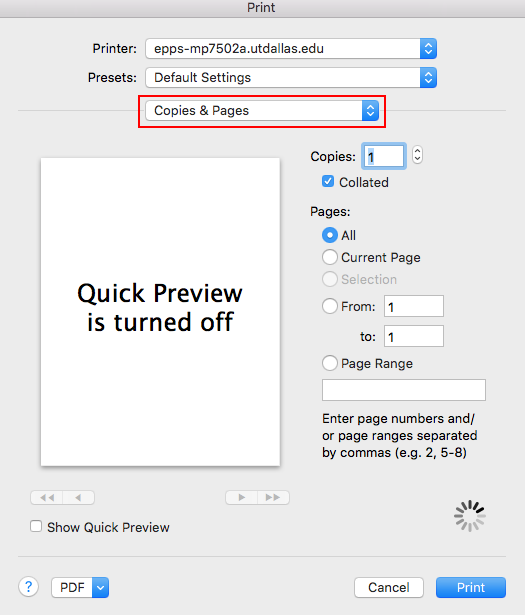 Print
Printer: epps-mp7502a.utdallas.edu
Presets: Default Settings
Copies & Pages
Copies: 1
Collated
Pages:
All
Current Page
Selection
From: 1
to: 1
Page Range
Enter page numbers and/
or page ranges separated
by commas (e.g. 2, 5-8)
Quick Preview
is turned off
Show Quick Preview
? PDF Cancel Print